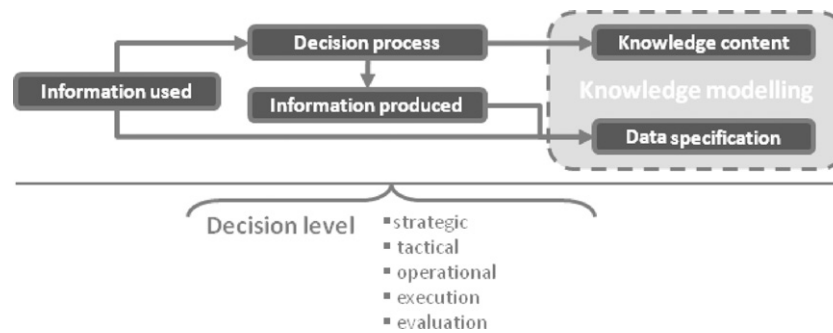 Decision process
Knowledge content
Information used
Information produced
Knowledge modelling
Data specification
Decision level
▪ strategic
▪ tactical
▪ operational
▪ execution
▪ evaluation